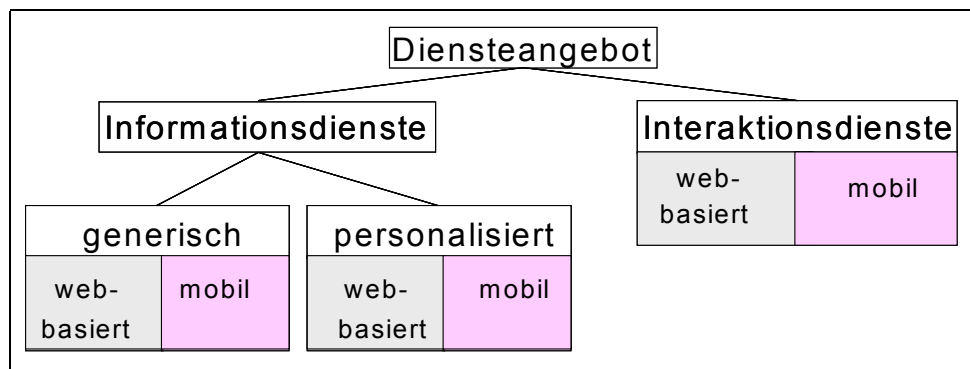 Diensteangebot
Informationsdienste
Interaktionsdienste
web-
basiert
mobil
generisch
personalisiert
web-
basiert
mobil
web-
basiert
mobil